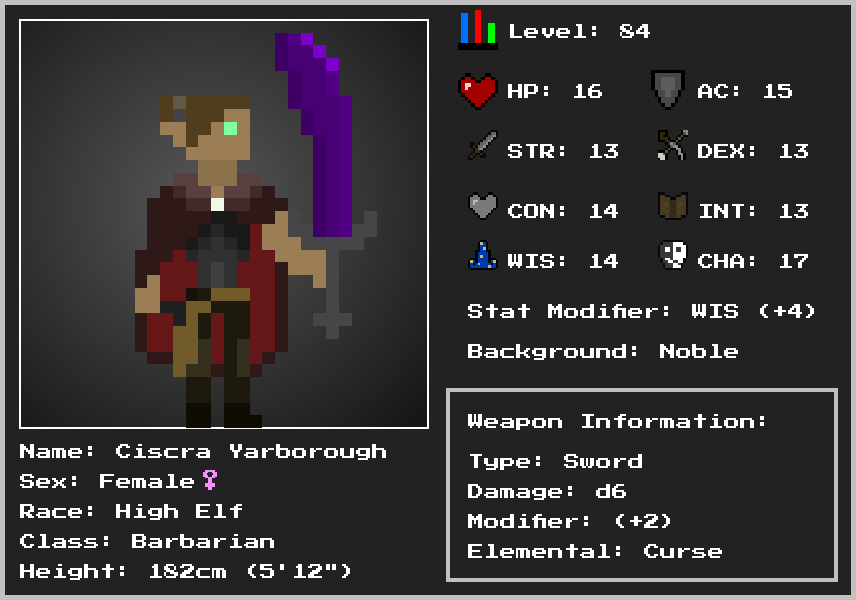 Level: 84
HP: 16
AC: 15
STR: 13
DEX: 13
CON: 14
INT: 13
WIS: 14
CHA: 17
Stat Modifier: WIS (+4)
Background: Noble
Weapon Information:
Type: Sword
Damage: d6
Modifier: (+2)
Elemental: Curse
Name: Ciscra Yarborough
Sex: Female♀
Race: High Elf
Class: Barbarian
Height: 182cm (5'12")